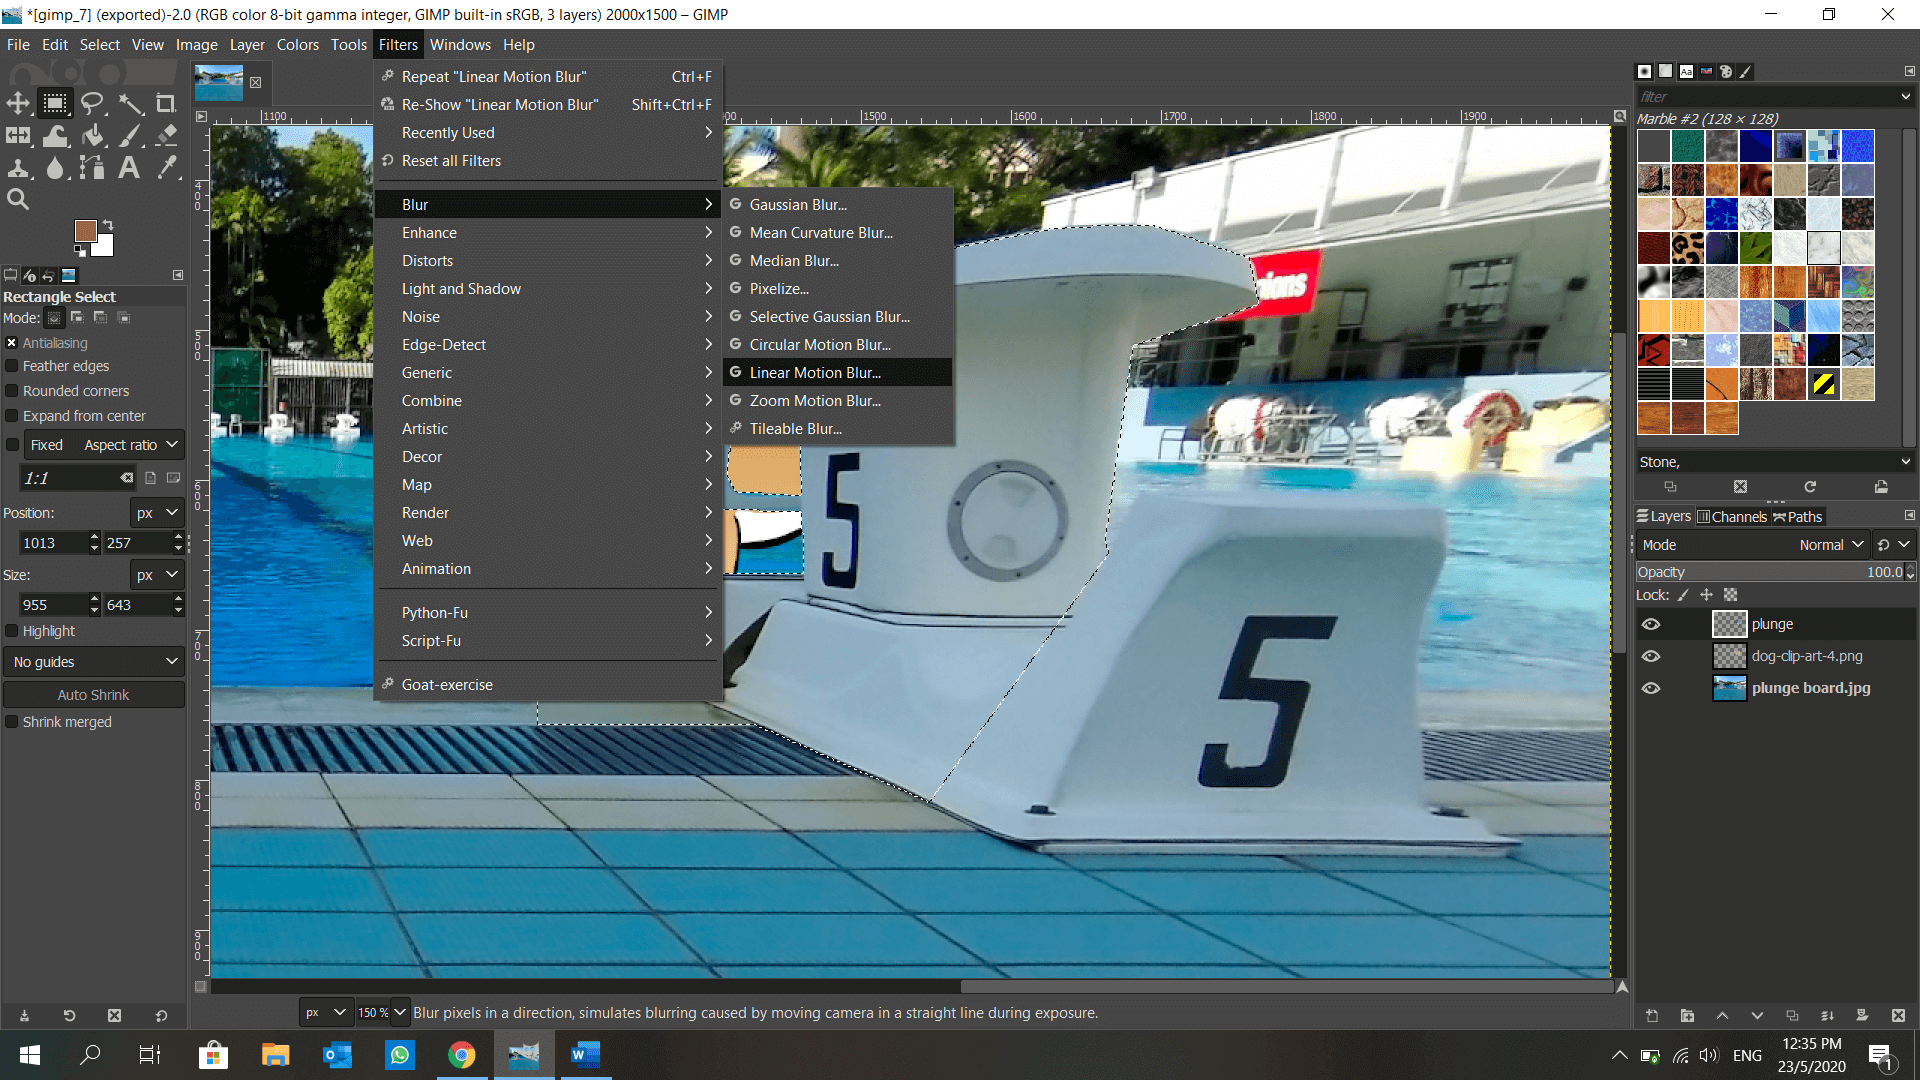 *[gimp_7] (exported)-2.0 (RGB color 8-bit gamma integer, GIMP built-in sRGB, 3 layers) 2000x1500 – GIMP
File Edit Select View Image Layer Colors Tools Filters Windows Help
Repeat "Linear Motion Blur" Ctrl+F
Re-Show "Linear Motion Blur" Shift+Ctrl+F
Recently Used
Reset all Filters
Blur
Enhance
Distorts
Light and Shadow
Noise
Edge-Detect
Generic
Combine
Artistic
Decor
Map
Render
Web
Animation
Python-Fu
Script-Fu
Goat-exercise
Gaussian Blur...
Mean Curvature Blur...
Median Blur...
Pixelize...
Selective Gaussian Blur...
Circular Motion Blur...
Linear Motion Blur...
Zoom Motion Blur...
Tileable Blur...
Rectangle Select
Mode:
Antialiasing
Feather edges
Rounded corners
Expand from center
Fixed Aspect ratio
1:1
Position: px
1013 257
Size: px
955 643
Highlight
No guides
Auto Shrink
Shrink merged
1100 1500 1600 1700 1800 1900
400
500
600
700
800
900
5
5
filter
Marble #2 (128 × 128)
Stone,
Layers Channels Paths
Mode Normal
Opacity 100.0
Lock:
plunge
dog-clip-art-4.png
plunge board.jpg
px 150 % Blur pixels in a direction, simulates blurring caused by moving camera in a straight line during exposure.
ENG
12:35 PM
23/5/2020
1